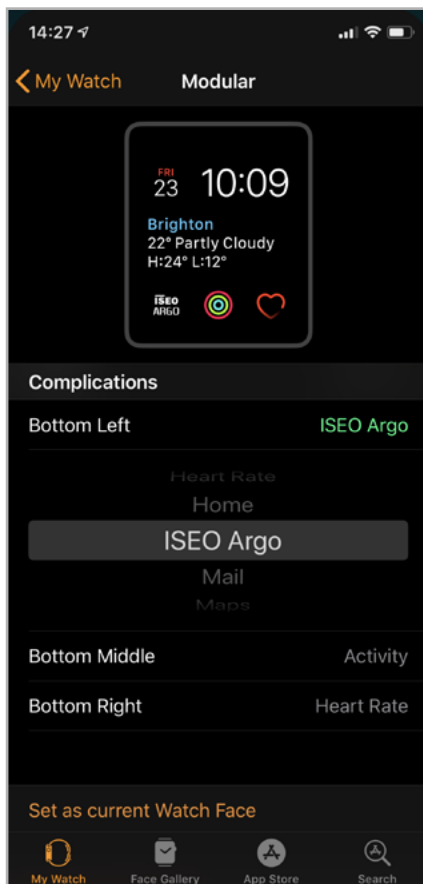 14:27
My Watch Modular
FRI
23 10:09
Brighton
22° Partly Cloudy
H:24° L:12°
ISEO
ARGO
Complications
Bottom Left ISEO Argo
Heart Rate
Home
ISEO Argo
Mail
Maps
Bottom Middle Activity
Bottom Right Heart Rate
Set as current Watch Face
My Watch Face Gallery App Store Search